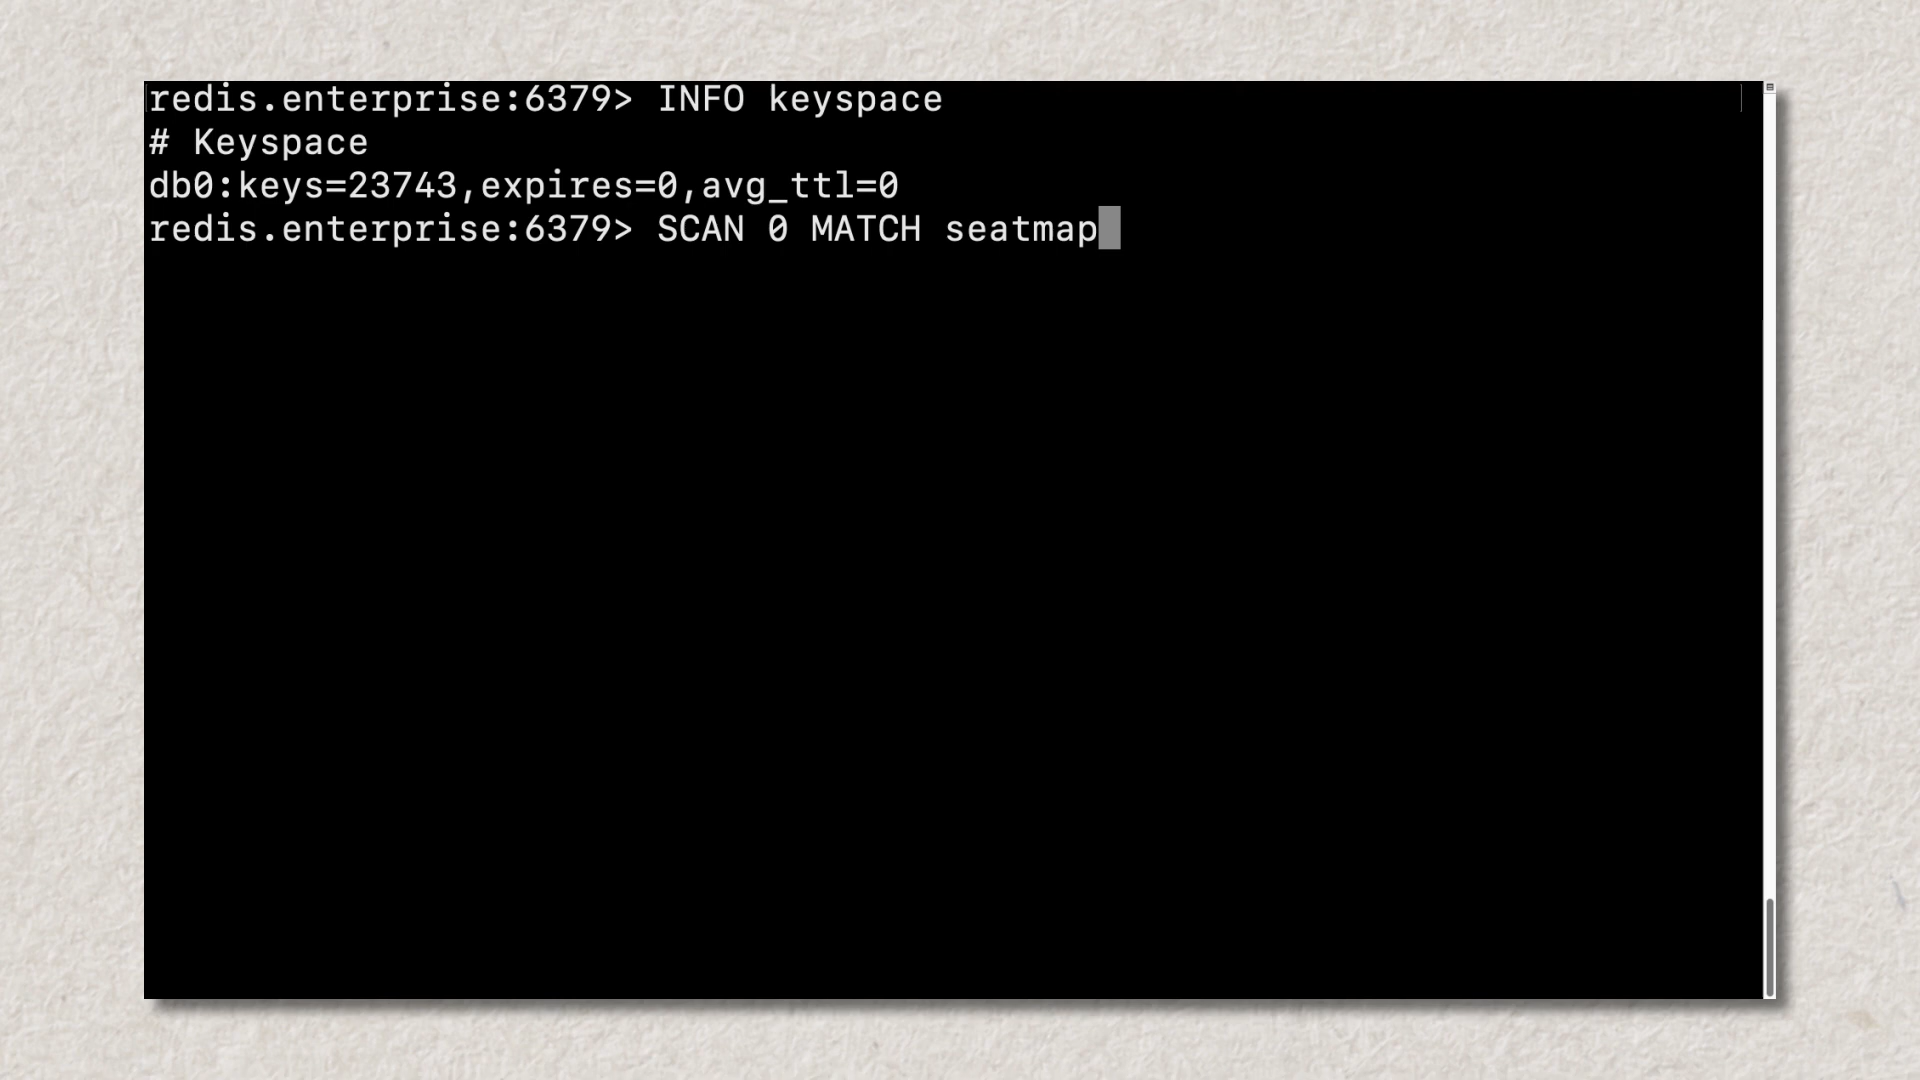 redis.enterprise:6379> INFO keyspace
# Keyspace
db0:keys=23743,expires=0,avg_ttl=0
redis.enterprise:6379> SCAN 0 MATCH seatmap